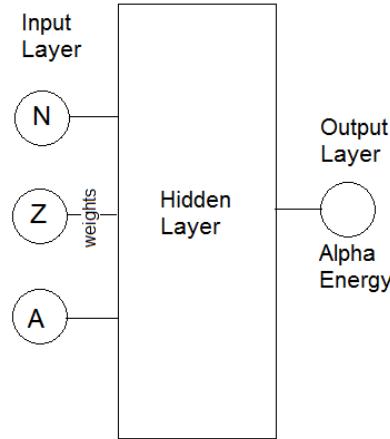 Input
Layer
N
Z
A
weights
Hidden
Layer
Output
Layer
Alpha
Energy